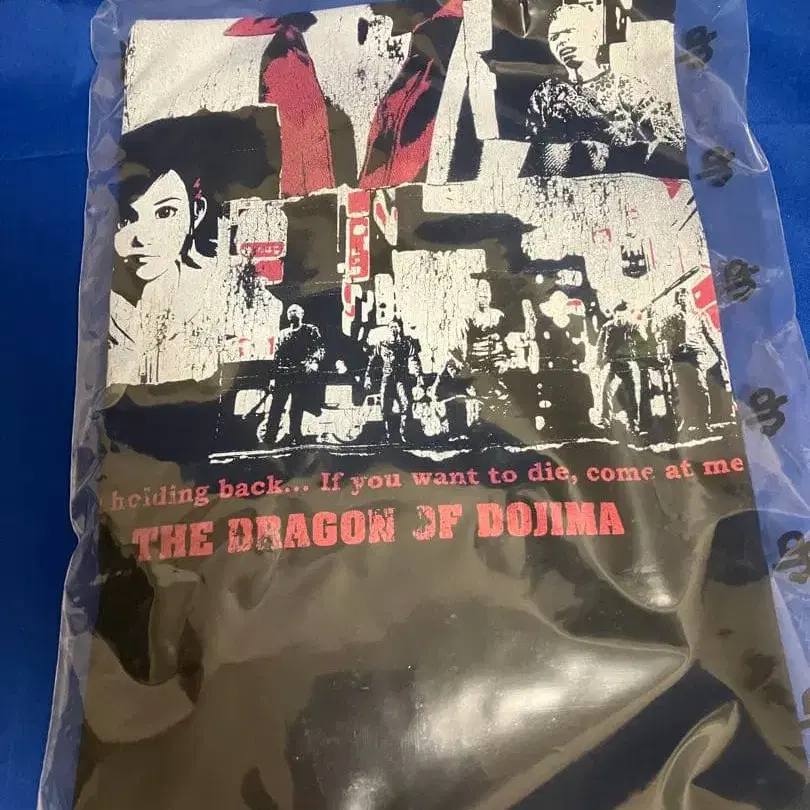 holding back... If you want to die, come at me
THE DRAGON OF DOJIMA